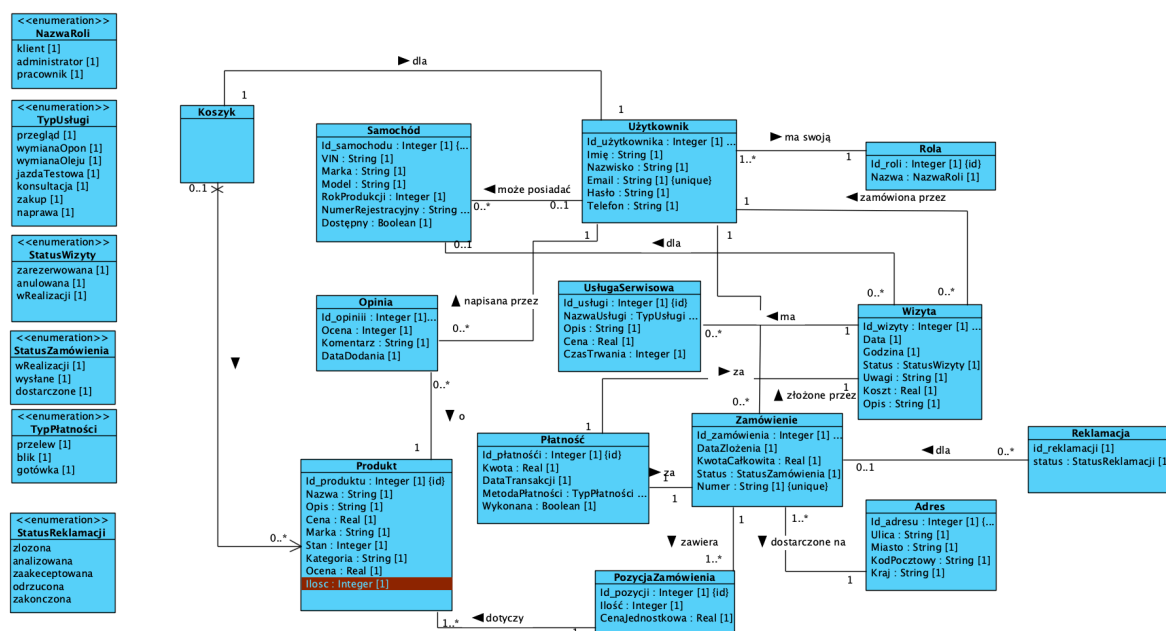 <<enumeration>>
NazwaRoli
klient [1]
administrator [1]
pracownik [1]
<<enumeration>>
TypUsługi
przegląd [1]
wymianaOpon [1]
wymianaOleju [1]
jazdaTestowa [1]
konsultacja [1]
zakup [1]
naprawa [1]
<<enumeration>>
StatusWizyty
zarezerwowana [1]
anulowana [1]
wRealizacji [1]
<<enumeration>>
StatusZamówienia
wRealizacji [1]
wysłane [1]
dostarczone [1]
<<enumeration>>
TypPłatności
przelew [1]
blik [1]
gotówka [1]
<<enumeration>>
StatusReklamacji
zlozona
analizowana
zaakeceptowana
odrzucona
zakonczona
dla
1
1
Koszyk
0..1
0..*
Samochód
Id_samochodu : Integer [1] {...
VIN : String [1]
Marka : String [1]
Model : String [1]
RokProdukcji : Integer [1]
NumerRejestracyjny : String ...
Dostępny : Boolean [1]
może posiadać
0..*
0..1
Użytkownik
Id_użytkownika : Integer [1] ...
Imię : String [1]
Nazwisko : String [1]
Email : String [1] {unique}
Hasło : String [1]
Telefon : String [1]
ma swoją
1..*
1
Rola
Id_roli : Integer [1] {id}
Nazwa : NazwaRoli [1]
zamówiona przez
1
0..*
dla
0..1
0..*
1
1
Opinia
Id_opiniii : Integer [1]...
Ocena : Integer [1]
Komentarz : String [1]
DataDodania [1]
napisana przez
0..*
0..*
o
1
UsługaSerwisowa
Id_usługi : Integer [1] {id}
NazwaUsługi : TypUsługi ...
Opis : String [1]
Cena : Real [1]
CzasTrwania : Integer [1]
ma
0..*
1
Wizyta
Id_wizyty : Integer [1] ...
Data [1]
Godzina [1]
Status : StatusWizyty [1]
Uwagi : String [1]
Koszt : Real [1]
Opis : String [1]
za
1
1
złożone przez
0..*
Płatność
Id_płatnośći : Integer [1] {id}
Kwota : Real [1]
DataTransakcji [1]
MetodaPłatności : TypPłatności ...
Wykonana : Boolean [1]
za
1
1
Zamówienie
Id_zamówienia : Integer [1] ...
DataZlożenia [1]
KwotaCałkowita : Real [1]
Status : StatusZamówienia [1]
Numer : String [1] {unique}
dla
0..1
0..*
Reklamacja
id_reklamacji [1]
status : StatusReklamacji [1]
Produkt
Id_produktu : Integer [1] {id}
Nazwa : String [1]
Opis : String [1]
Cena : Real [1]
Marka : String [1]
Stan : Integer [1]
Kategoria : String [1]
Ocena : Real [1]
Ilosc : Integer [1]
zawiera
1
1..*
dostarczone na
1..*
1
Adres
Id_adresu : Integer [1] {...
Ulica : String [1]
Miasto : String [1]
KodPocztowy : String [1]
Kraj : String [1]
PozycjaZamówienia
Id_pozycji : Integer [1] {id}
Ilość : Integer [1]
CenaJednostkowa : Real [1]
dotyczy
1..*
1